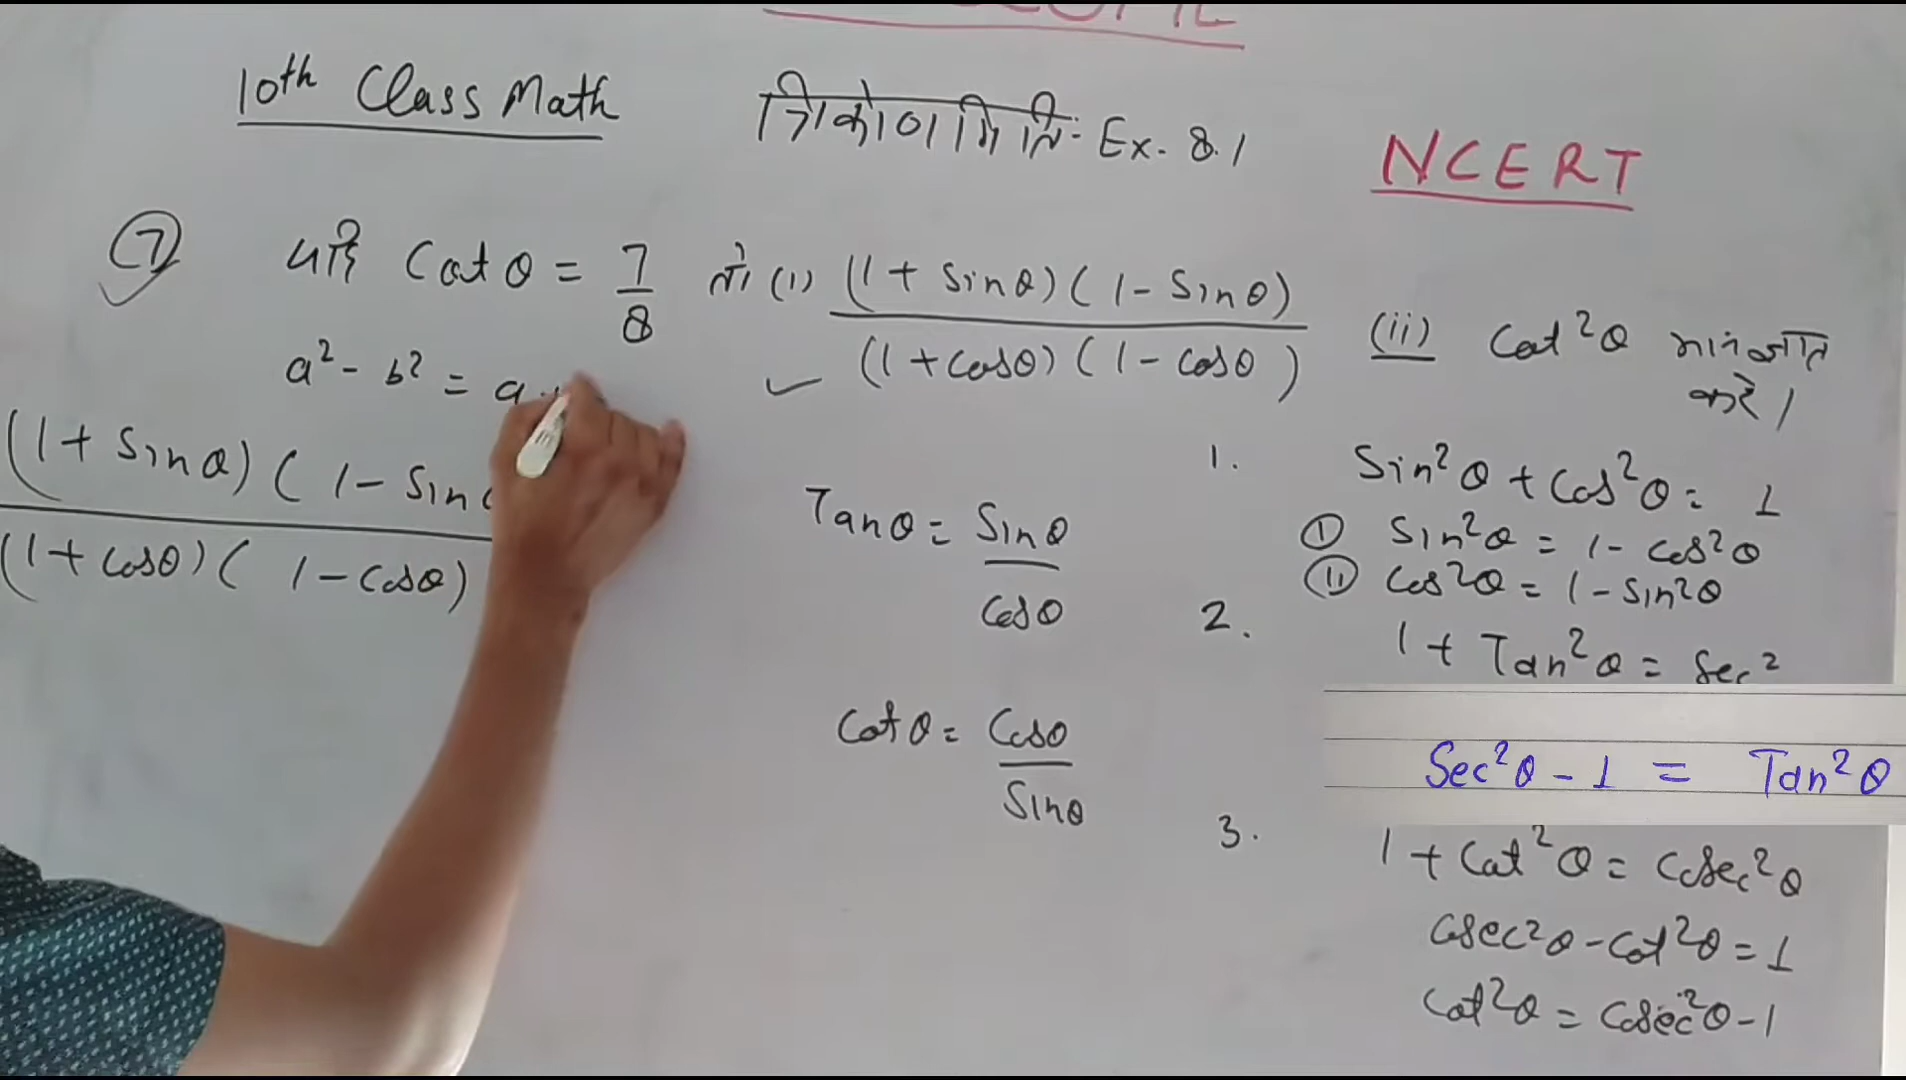 10th Class Math
त्रिकोणमिति: Ex. 8.1
NCERT
7 यदि Cot θ = 7/8 तो (1) (1 + Sinθ)(1 - Sinθ)/(1 + Cosθ)(1 - Cosθ) (ii) Cot²θ मान ज्ञात करें।
a² - b² = a
(1 + Sinθ)(1 - Sin
(1 + Cosθ)(1 - Cosθ)
Tanθ = Sinθ/Cosθ
Cotθ = Cosθ/Sinθ
1. Sin²θ + Cos²θ = 1
(I) Sin²θ = 1 - Cos²θ
(II) Cos²θ = 1 - Sin²θ
2. 1 + Tan²θ = Sec²
Sec²θ - 1 = Tan²θ
3. 1 + Cot²θ = Cosec²θ
Cosec²θ - Cot²θ = 1
Cot²θ = Cosec²θ - 1